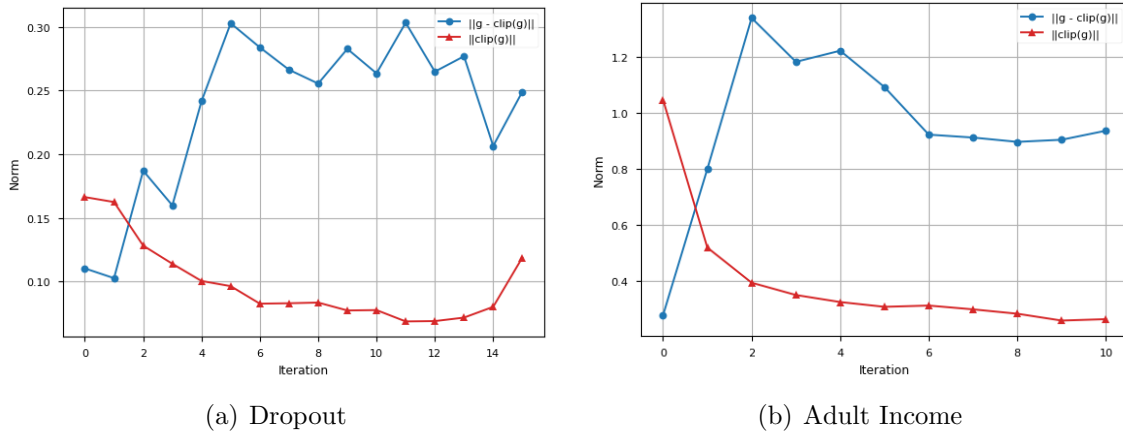 ||g - clip(g)||
||clip(g)||
0.30
0.25
0.20
0.15
0.10
Norm
0 2 4 6 8 10 12 14
Iteration
(a) Dropout
||g - clip(g)||
||clip(g)||
1.2
1.0
0.8
0.6
0.4
Norm
0 2 4 6 8 10
Iteration
(b) Adult Income